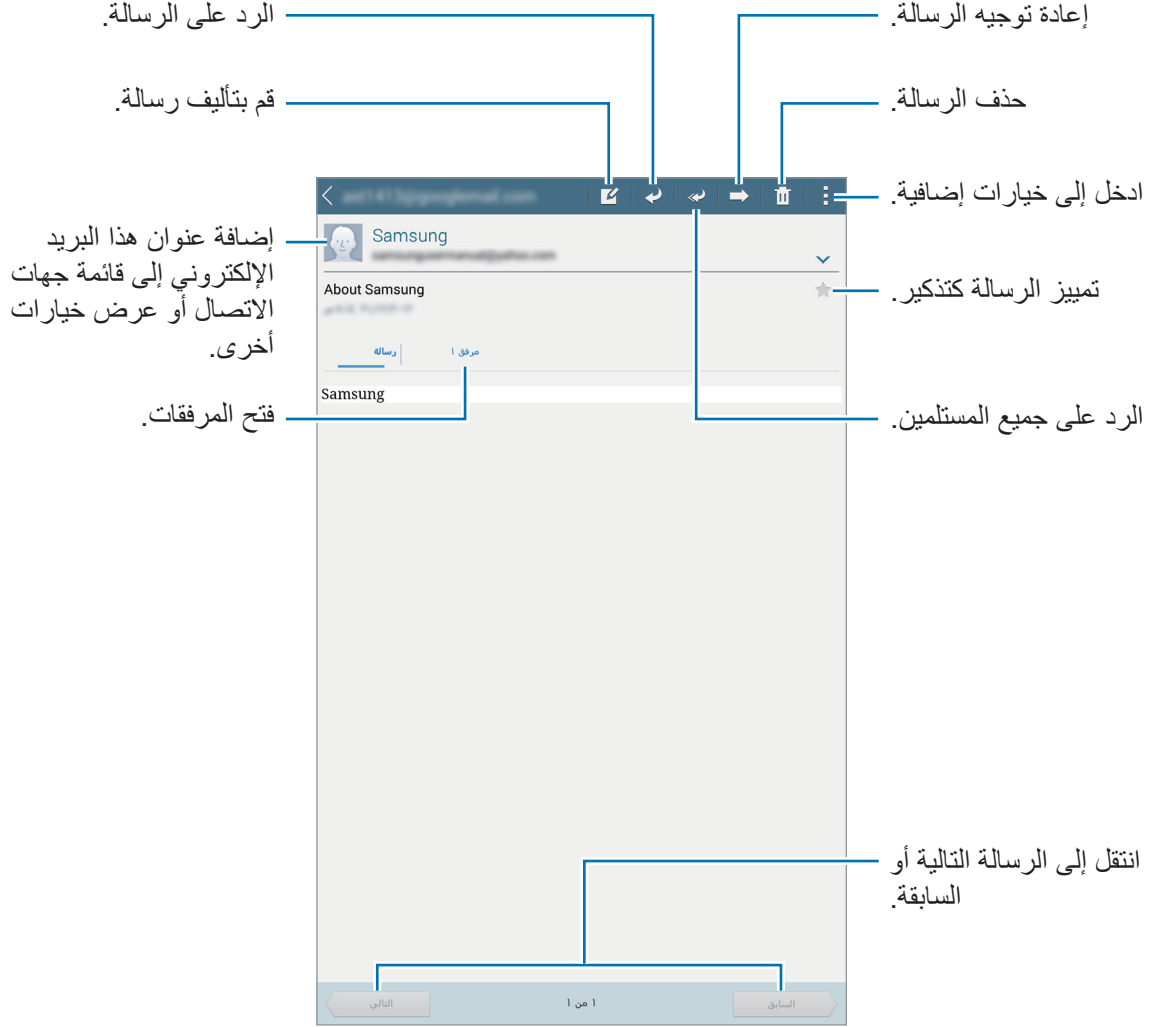 الرد على الرسالة.
إعادة توجيه الرسالة.
قم بتأليف رسالة.
حذف الرسالة.
ادخل إلى خيارات إضافية.
إضافة عنوان هذا البريد
الإلكتروني إلى قائمة جهات
الاتصال أو عرض خيارات
أخرى.
Samsung
تمييز الرسالة كتذكير.
About Samsung
رسالة
مرفق ١
Samsung
فتح المرفقات.
الرد على جميع المستلمين.
انتقل إلى الرسالة التالية أو
السابقة.
التالي
١ من ١
السابق